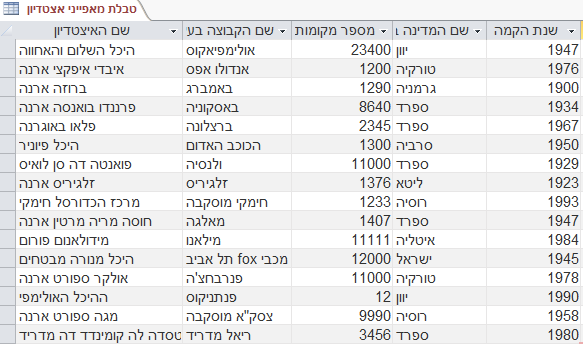 טבלת מאפייני אצטדיון
שם האיצטדיון שם הקבוצה בע מספר מקומות שם המדינה ב שנת הקמה
היכל השלום והאחווה אולימפיאקוס 23400 יוון 1947
איבדי איפקצי ארנה אנדולו אפס 1200 טורקיה 1976
ברוזה ארנה באמברג 1290 גרמניה 1900
פרננדו בואנסה ארנה באסקוניה 8640 ספרד 1934
פלאו באוגרנה ברצלונה 2345 ספרד 1967
היכל פיוניר הכוכב האדום 1300 סרביה 1950
פואנטה דה סן לואיס ולנסיה 11000 ספרד 1929
זלגיריס ארנה זלגיריס 1376 ליטא 1923
מרכז הכדורסל חימקי חימקי מוסקבה 1233 רוסיה 1993
חוסה מריה מרטין ארנה מאלגה 1407 ספרד 1947
מידולאנום פורום מילאנו 11111 איטליה 1984
היכל מנורה מבטחים מכבי fox תל אביב 12000 ישראל 1945
אולקר ספורט ארנה פנרבחצ'ה 11000 טורקיה 1978
ההיכל האולימפי פנתניקוס 12 יוון 1990
מגה ספורט ארנה צסק"א מוסקבה 9990 רוסיה 1958
טסדה לה קומינדד דה מדריד ריאל מדריד 3456 ספרד 1980